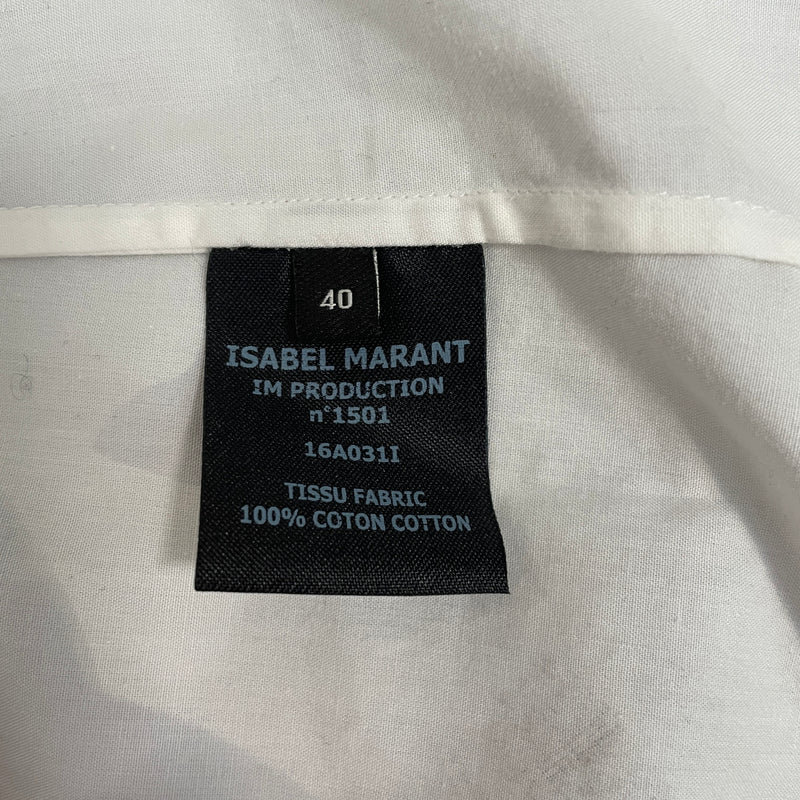 40
ISABEL MARANT
IM PRODUCTION
n°1501
16A031I
TISSU FABRIC
100% COTON COTTON